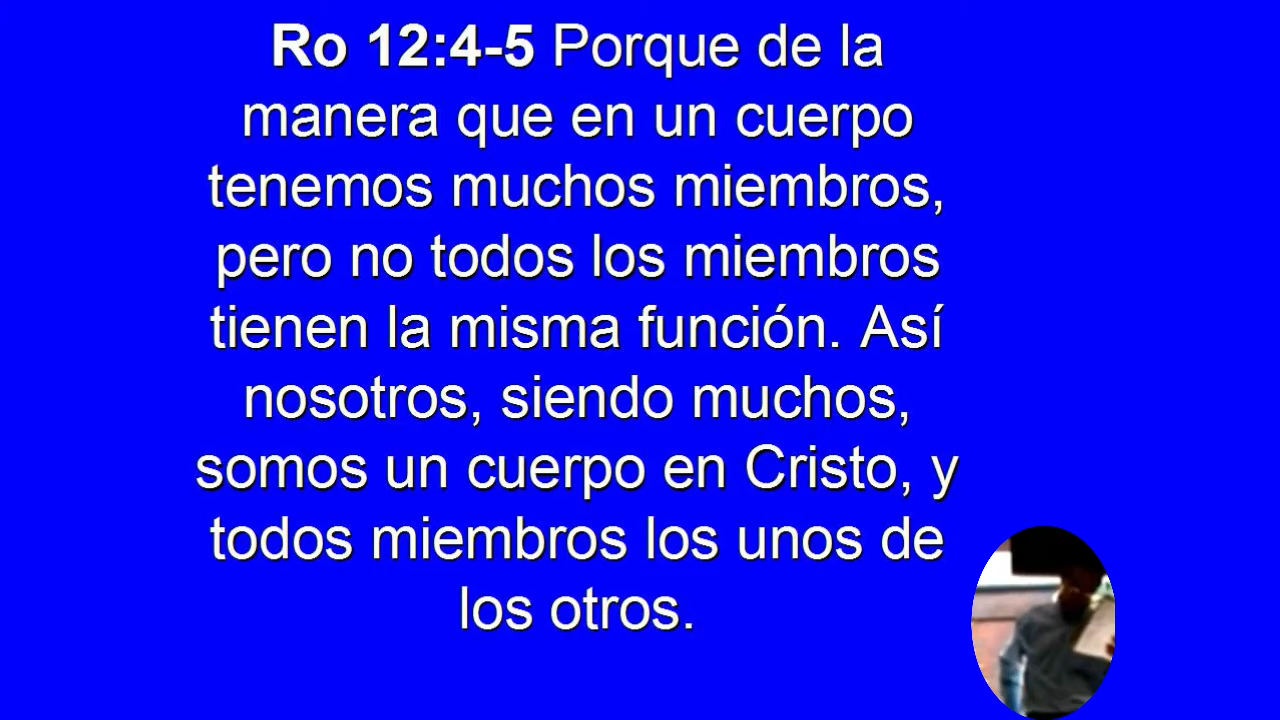 Ro 12:4-5 Porque de la
manera que en un cuerpo
tenemos muchos miembros,
pero no todos los miembros
tienen la misma función. Así
nosotros, siendo muchos,
somos un cuerpo en Cristo, y
todos miembros los unos de
los otros.